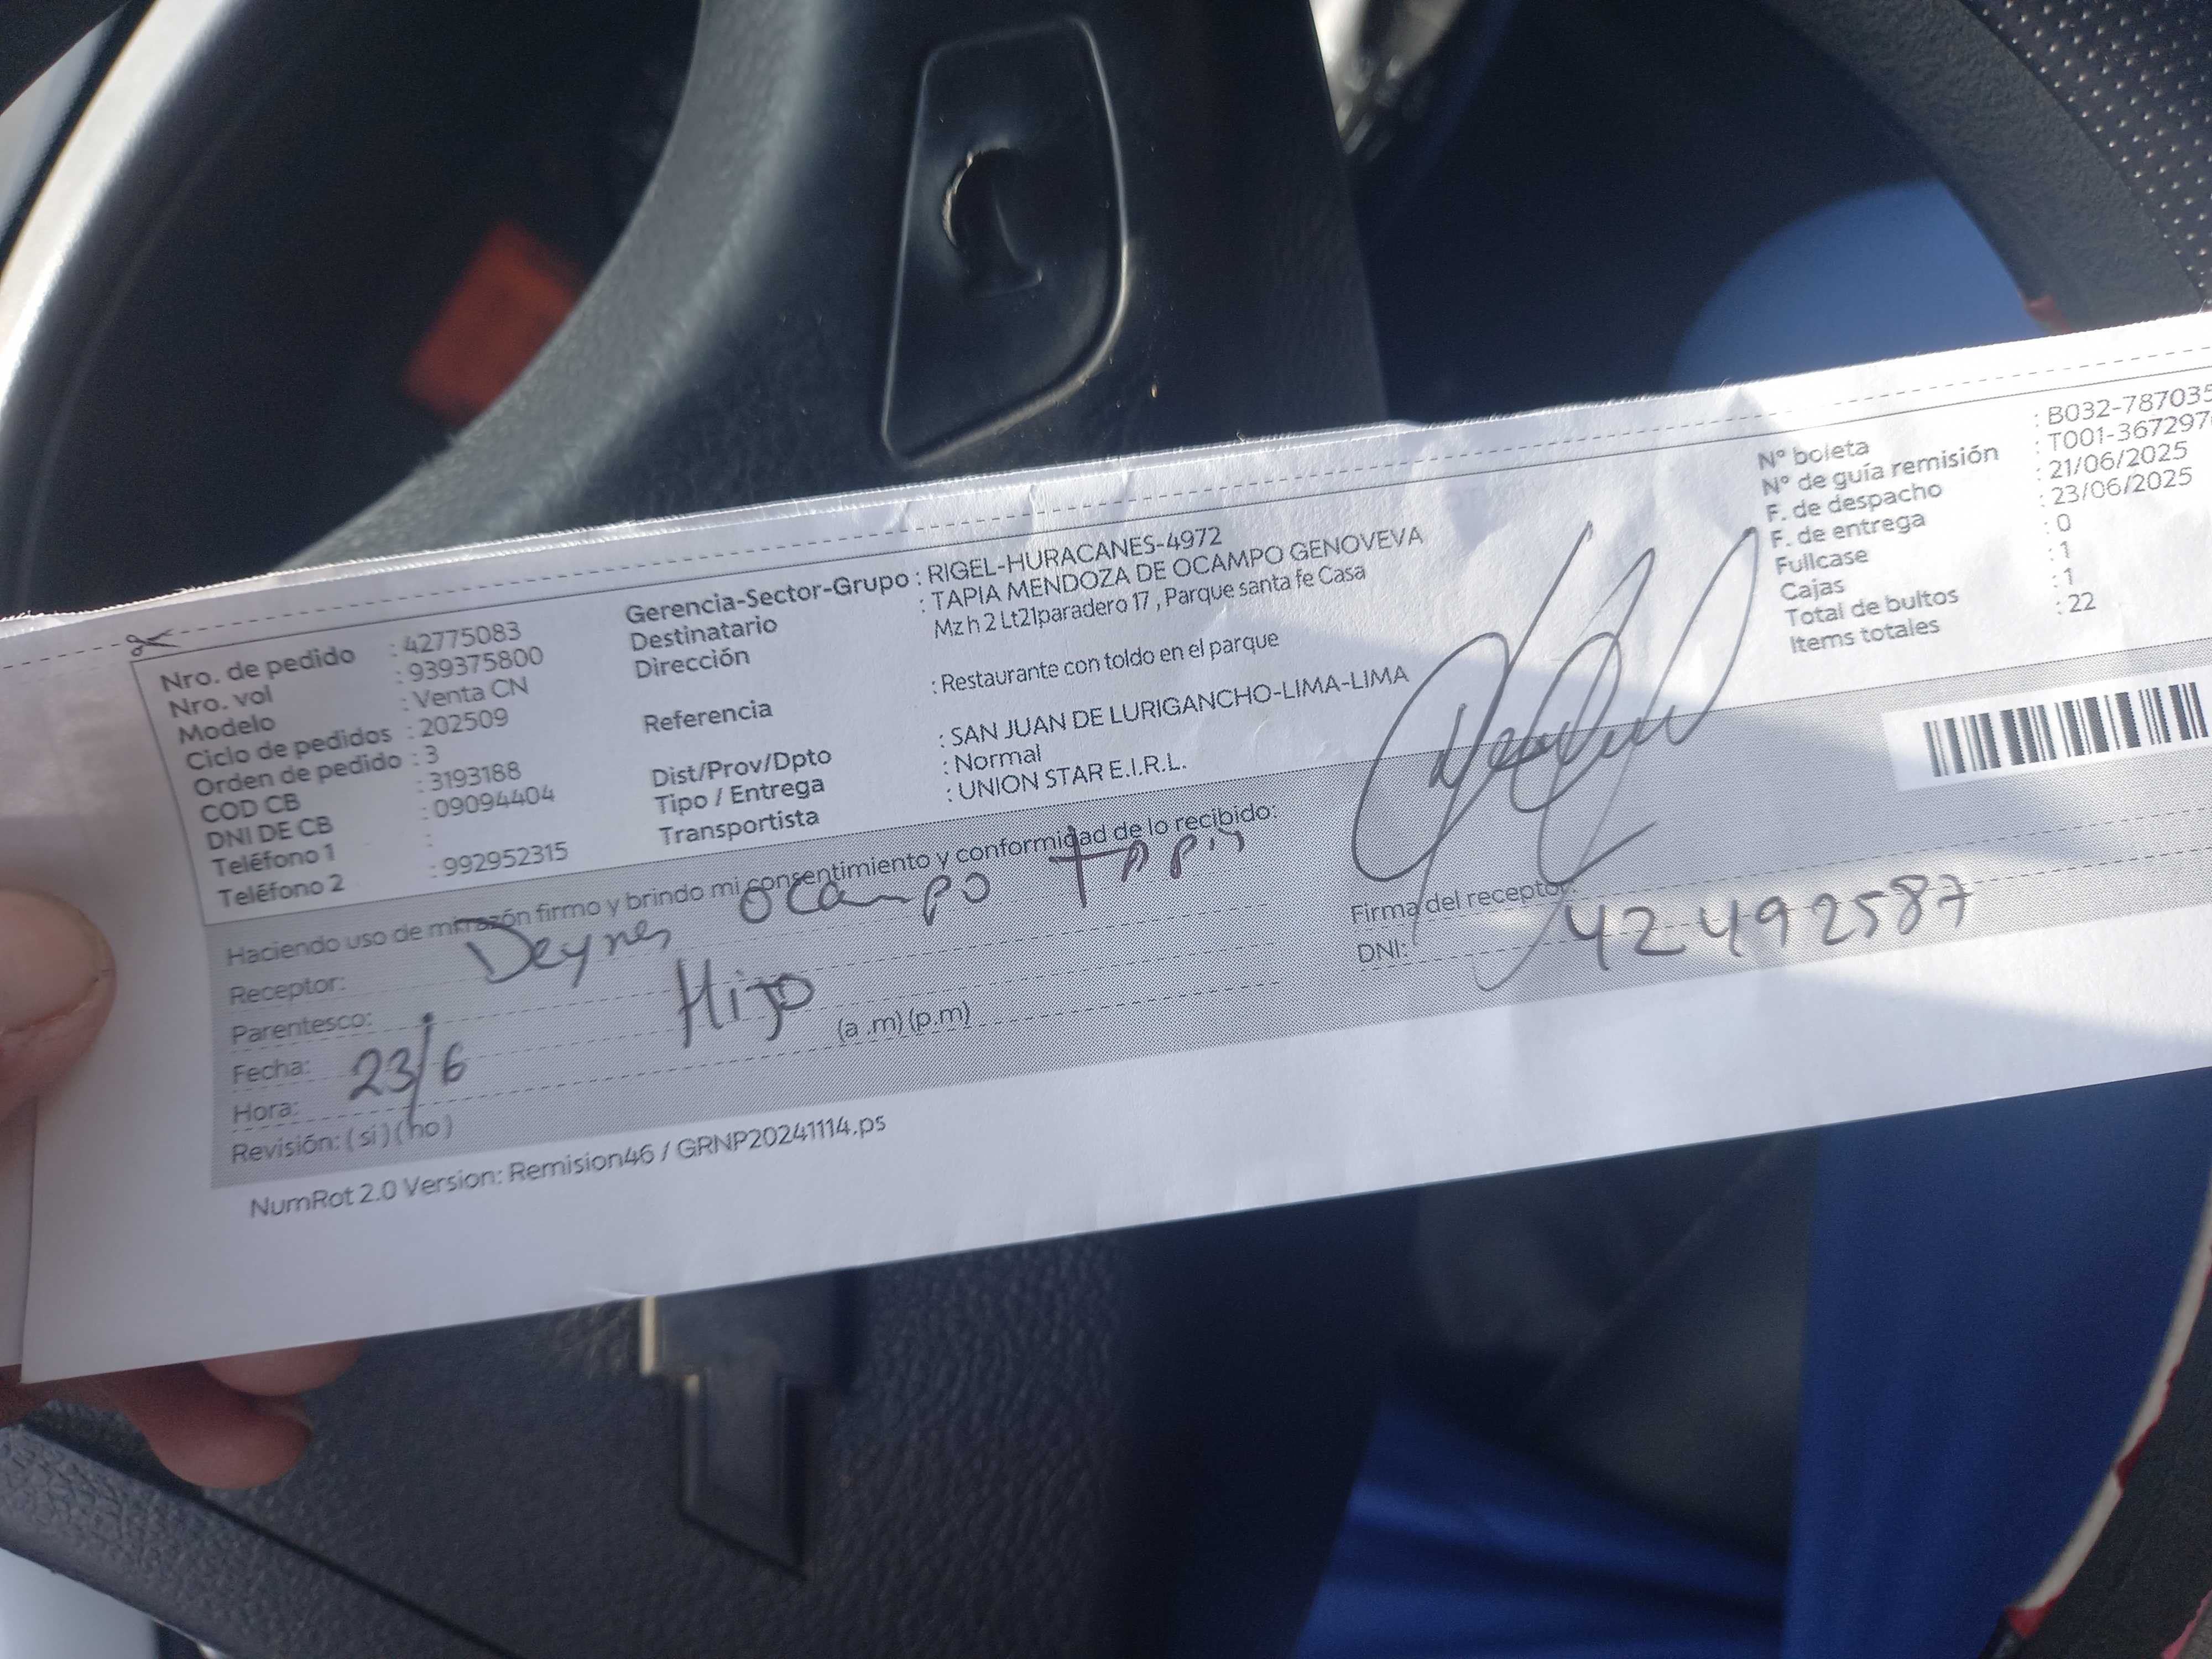 Nro. de pedido : 42775083
Nro. vol : 939375800
Modelo : Venta CN
Ciclo de pedidos : 202509
Orden de pedido : 3
COD CB : 3193188
DNI DE CB : 09094404
Teléfono 1 :
Teléfono 2 : 992952315
Gerencia-Sector-Grupo : RIGEL-HURACANES-4972
Destinatario : TAPIA MENDOZA DE OCAMPO GENOVEVA
Dirección Mz h 2 Lt21paradero 17 , Parque santa fe Casa
Referencia : Restaurante con toldo en el parque
Dist/Prov/Dpto : SAN JUAN DE LURIGANCHO-LIMA-LIMA
Tipo / Entrega : Normal
Transportista : UNION STAR E.I.R.L.
N° boleta : B032-787035
N° de guía remisión : T001-367297
F. de despacho : 21/06/2025
F. de entrega : 23/06/2025
Fullcase : 0
Cajas : 1
Total de bultos : 1
Items totales : 22
Haciendo uso de mi razón firmo y brindo mi consentimiento y conformidad de lo recibido:
Receptor: Deynes Ocampo tapia
Parentesco: Hijo
Fecha: 23/6
Hora: (a .m) (p.m)
Revisión: ( si ) ( no )
Firma del receptor:
DNI: 42492587
NumRot 2.0 Version: Remision46 / GRNP20241114.ps